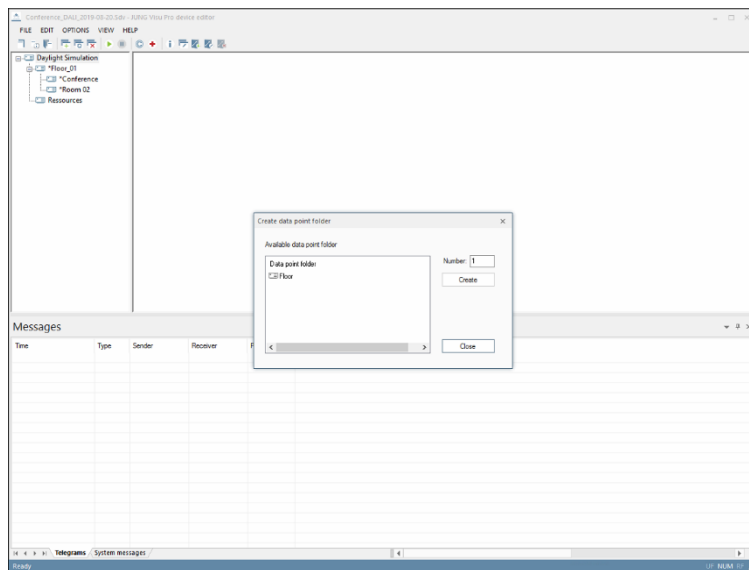 Conference_DALI_2019-08-20.Sdv - JUNG Visu Pro device editor
FILE EDIT OPTIONS VIEW HELP
Daylight Simulation
*Floor_01
*Conference
*Room 02
Ressources
Create data point folder
Available data point folder
Data point folder
Number: 1
Floor
Create
Close
Messages
Time Type Sender Receiver
Telegrams System messages
Ready
NUM